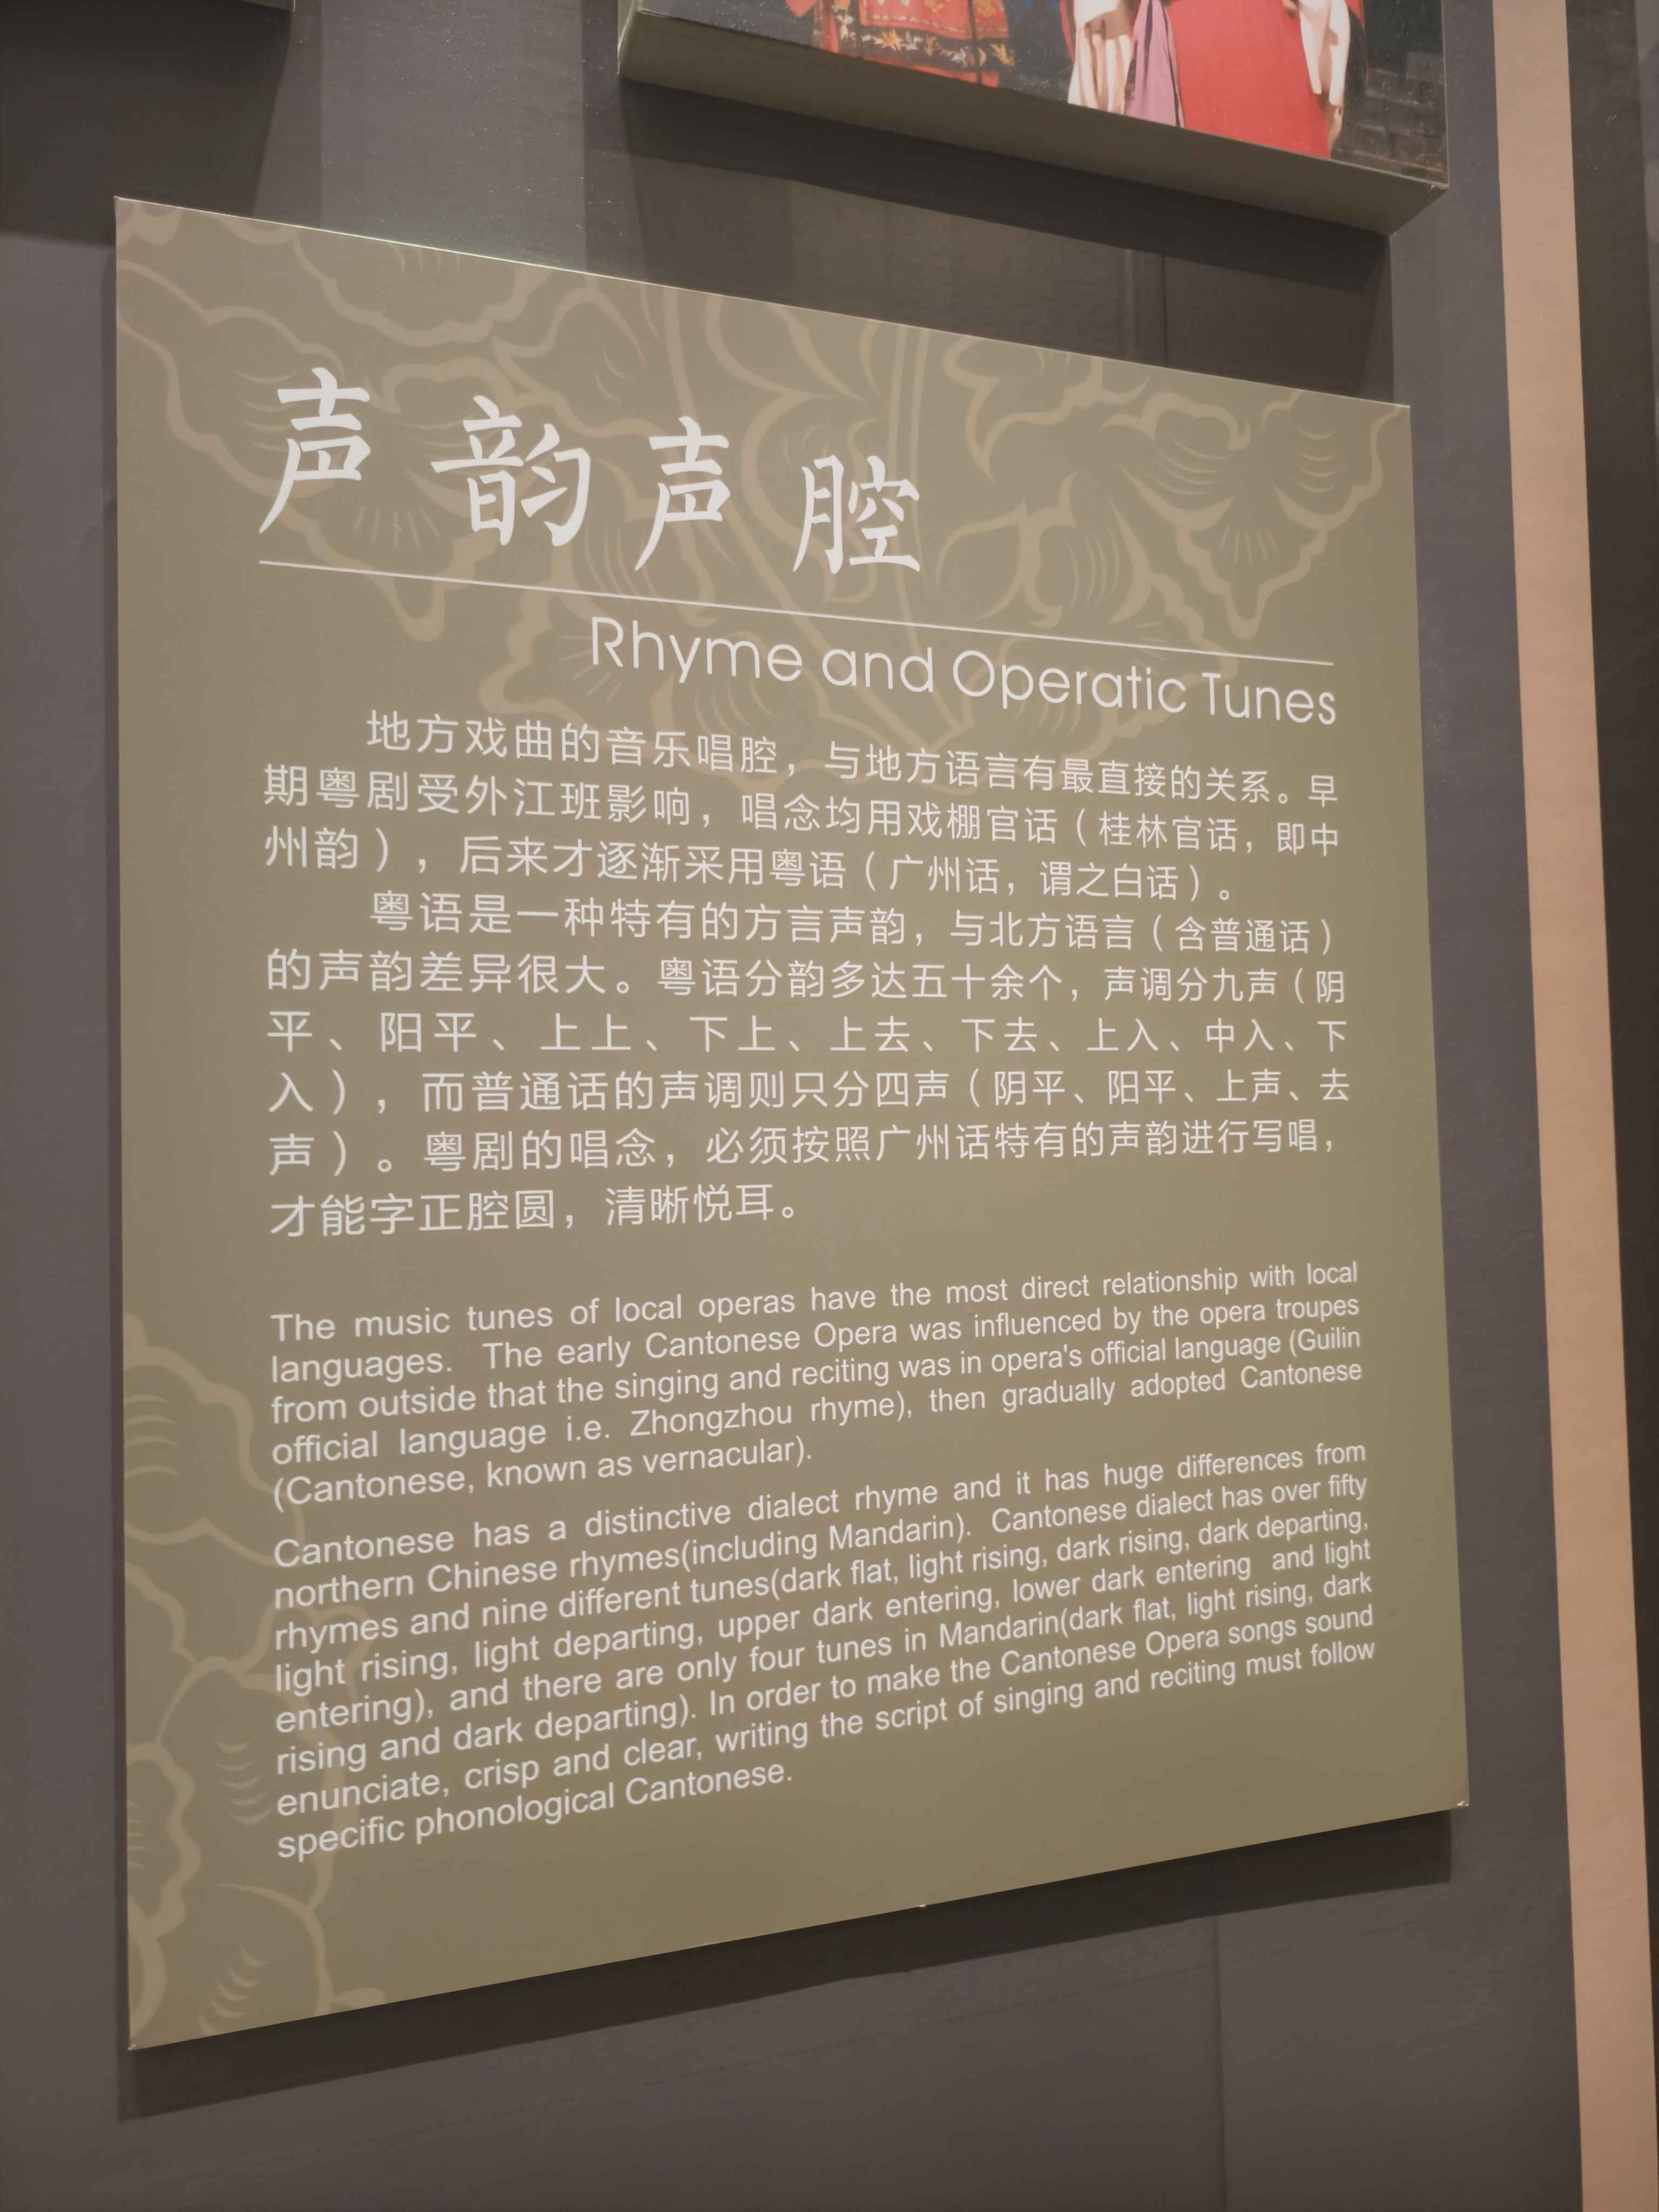 声韵声腔
Rhyme and Operatic Tunes
地方戏曲的音乐唱腔，与地方语言有最直接的关系。早
期粤剧受外江班影响，唱念均用戏棚官话（桂林官话，即中
州韵），后来才逐渐采用粤语（广州话，谓之白话）。
粤语是一种特有的方言声韵，与北方语言（含普通话）
的声韵差异很大。粤语分韵多达五十余个，声调分九声（阴
平、阳平、上上、下上、上去、下去、上入、中入、下
入），而普通话的声调则只分四声（阴平、阳平、上声、去
声）。粤剧的唱念，必须按照广州话特有的声韵进行写唱，
才能字正腔圆，清晰悦耳。
The music tunes of local operas have the most direct relationship with local
languages. The early Cantonese Opera was influenced by the opera troupes
from outside that the singing and reciting was in opera's official language (Guilin
official language i.e. Zhongzhou rhyme), then gradually adopted Cantonese
(Cantonese, known as vernacular).
Cantonese has a distinctive dialect rhyme and it has huge differences from
northern Chinese rhymes(including Mandarin). Cantonese dialect has over fifty
rhymes and nine different tunes(dark flat, light rising, dark rising, dark departing,
light rising, light departing, upper dark entering, lower dark entering and light
entering), and there are only four tunes in Mandarin(dark flat, light rising, dark
rising and dark departing). In order to make the Cantonese Opera songs sound
enunciate, crisp and clear, writing the script of singing and reciting must follow
specific phonological Cantonese.